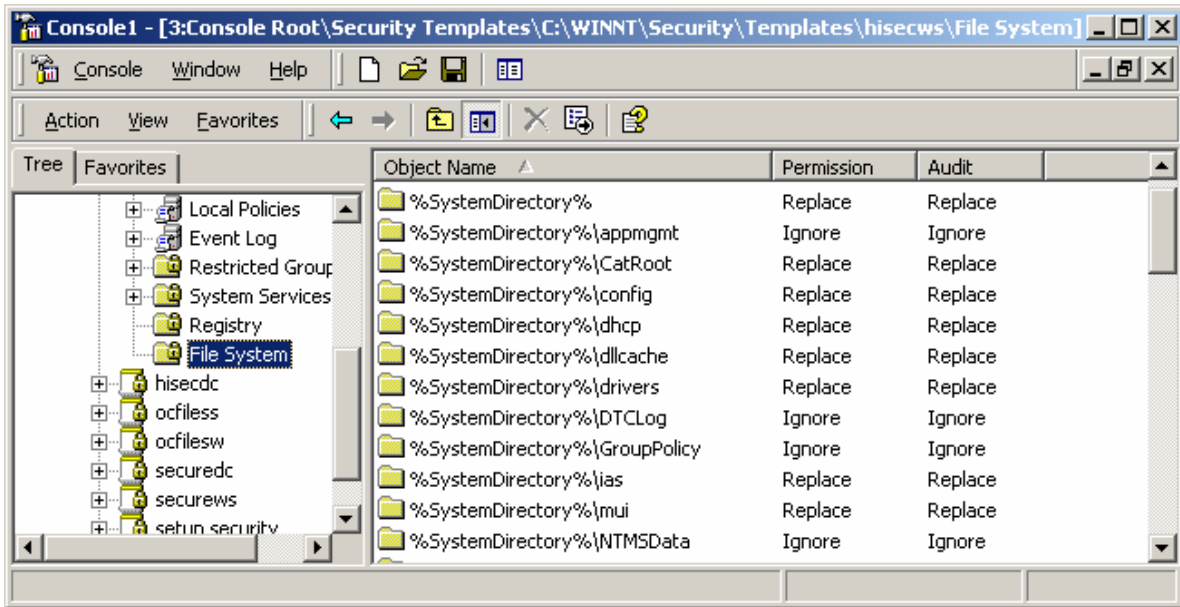 Console1 - [3:Console Root\Security Templates\C:\WINNT\Security\Templates\hisecws\File System]
Console Window Help
Action View Favorites
Tree Favorites
Local Policies
Event Log
Restricted Group
System Services
Registry
File System
hisecdc
ocfiless
ocfilesw
securedc
securews
setup security
Object Name Permission Audit
%SystemDirectory% Replace Replace
%SystemDirectory%\appmgmt Ignore Ignore
%SystemDirectory%\CatRoot Replace Replace
%SystemDirectory%\config Replace Replace
%SystemDirectory%\dhcp Replace Replace
%SystemDirectory%\dllcache Replace Replace
%SystemDirectory%\drivers Replace Replace
%SystemDirectory%\DTCLog Ignore Ignore
%SystemDirectory%\GroupPolicy Ignore Ignore
%SystemDirectory%\ias Replace Replace
%SystemDirectory%\mui Replace Replace
%SystemDirectory%\NTMSData Ignore Ignore